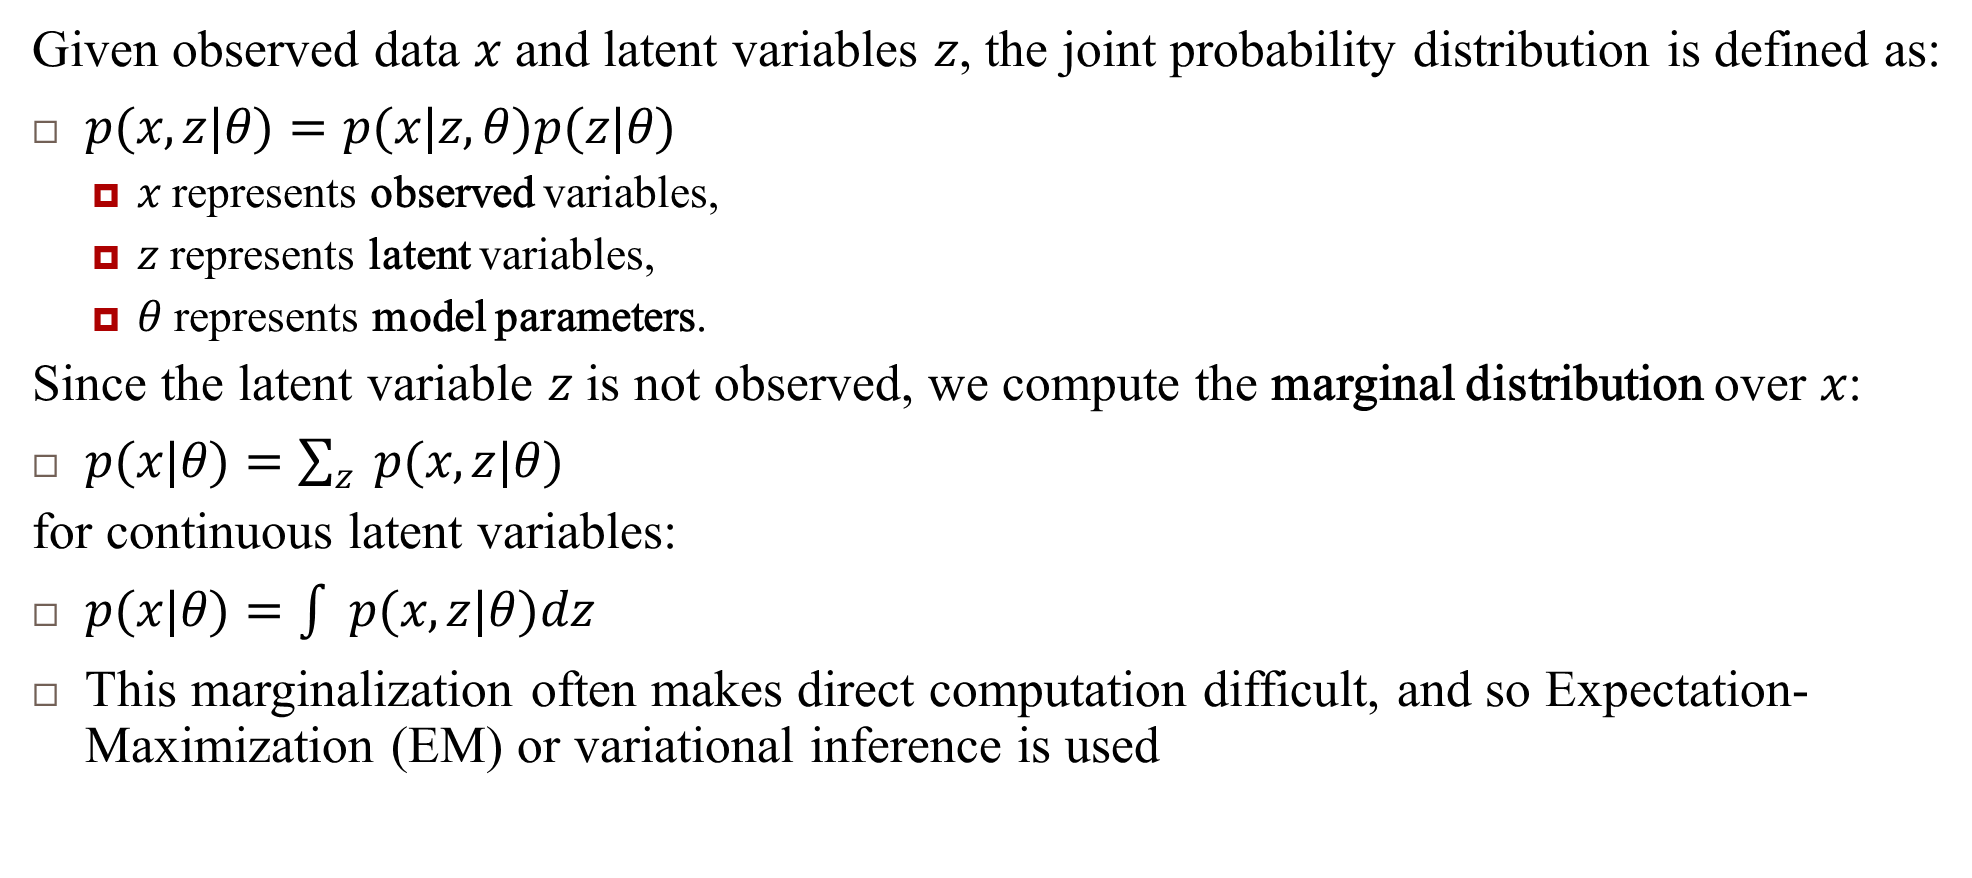 Given observed data x and latent variables z, the joint probability distribution is defined as:
p(x, z|θ) = p(x|z, θ)p(z|θ)
x represents observed variables,
z represents latent variables,
θ represents model parameters.
Since the latent variable z is not observed, we compute the marginal distribution over x:
p(x|θ) = ∑z p(x, z|θ)
for continuous latent variables:
p(x|θ) = ∫ p(x, z|θ)dz
This marginalization often makes direct computation difficult, and so Expectation-
Maximization (EM) or variational inference is used